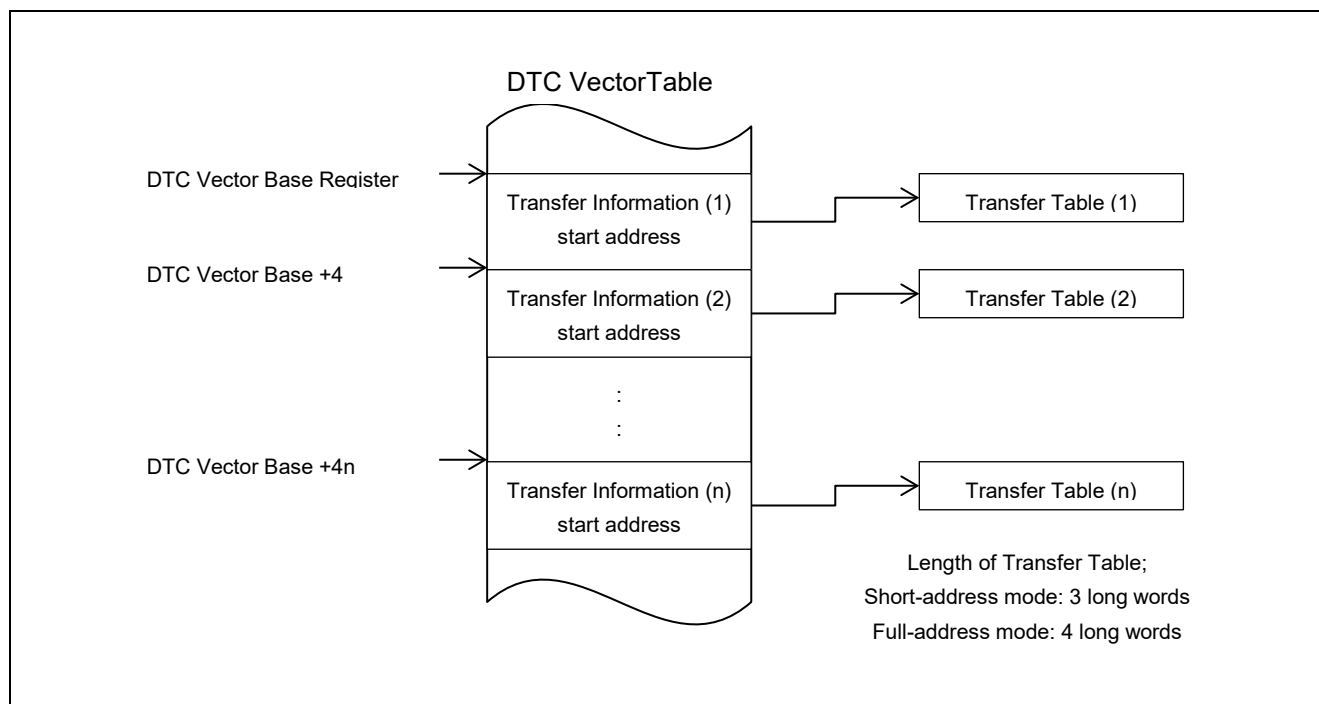 DTC VectorTable
DTC Vector Base Register
Transfer Information (1)
start address
Transfer Table (1)
DTC Vector Base +4
Transfer Information (2)
start address
Transfer Table (2)
:
:
DTC Vector Base +4n
Transfer Information (n)
start address
Transfer Table (n)
Length of Transfer Table;
Short-address mode: 3 long words
Full-address mode: 4 long words